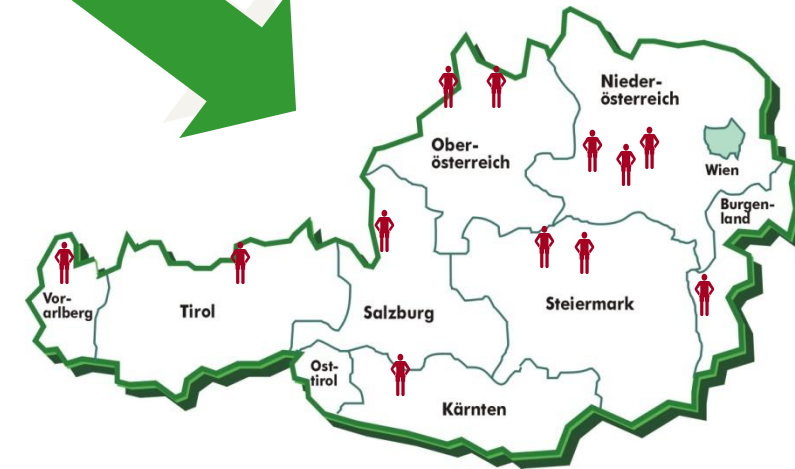 Nieder-
österreich
Ober-
österreich
Wien
Burgen-
land
Vor-
arlberg
Tirol
Salzburg
Steiermark
Ost-
tirol
Kärnten